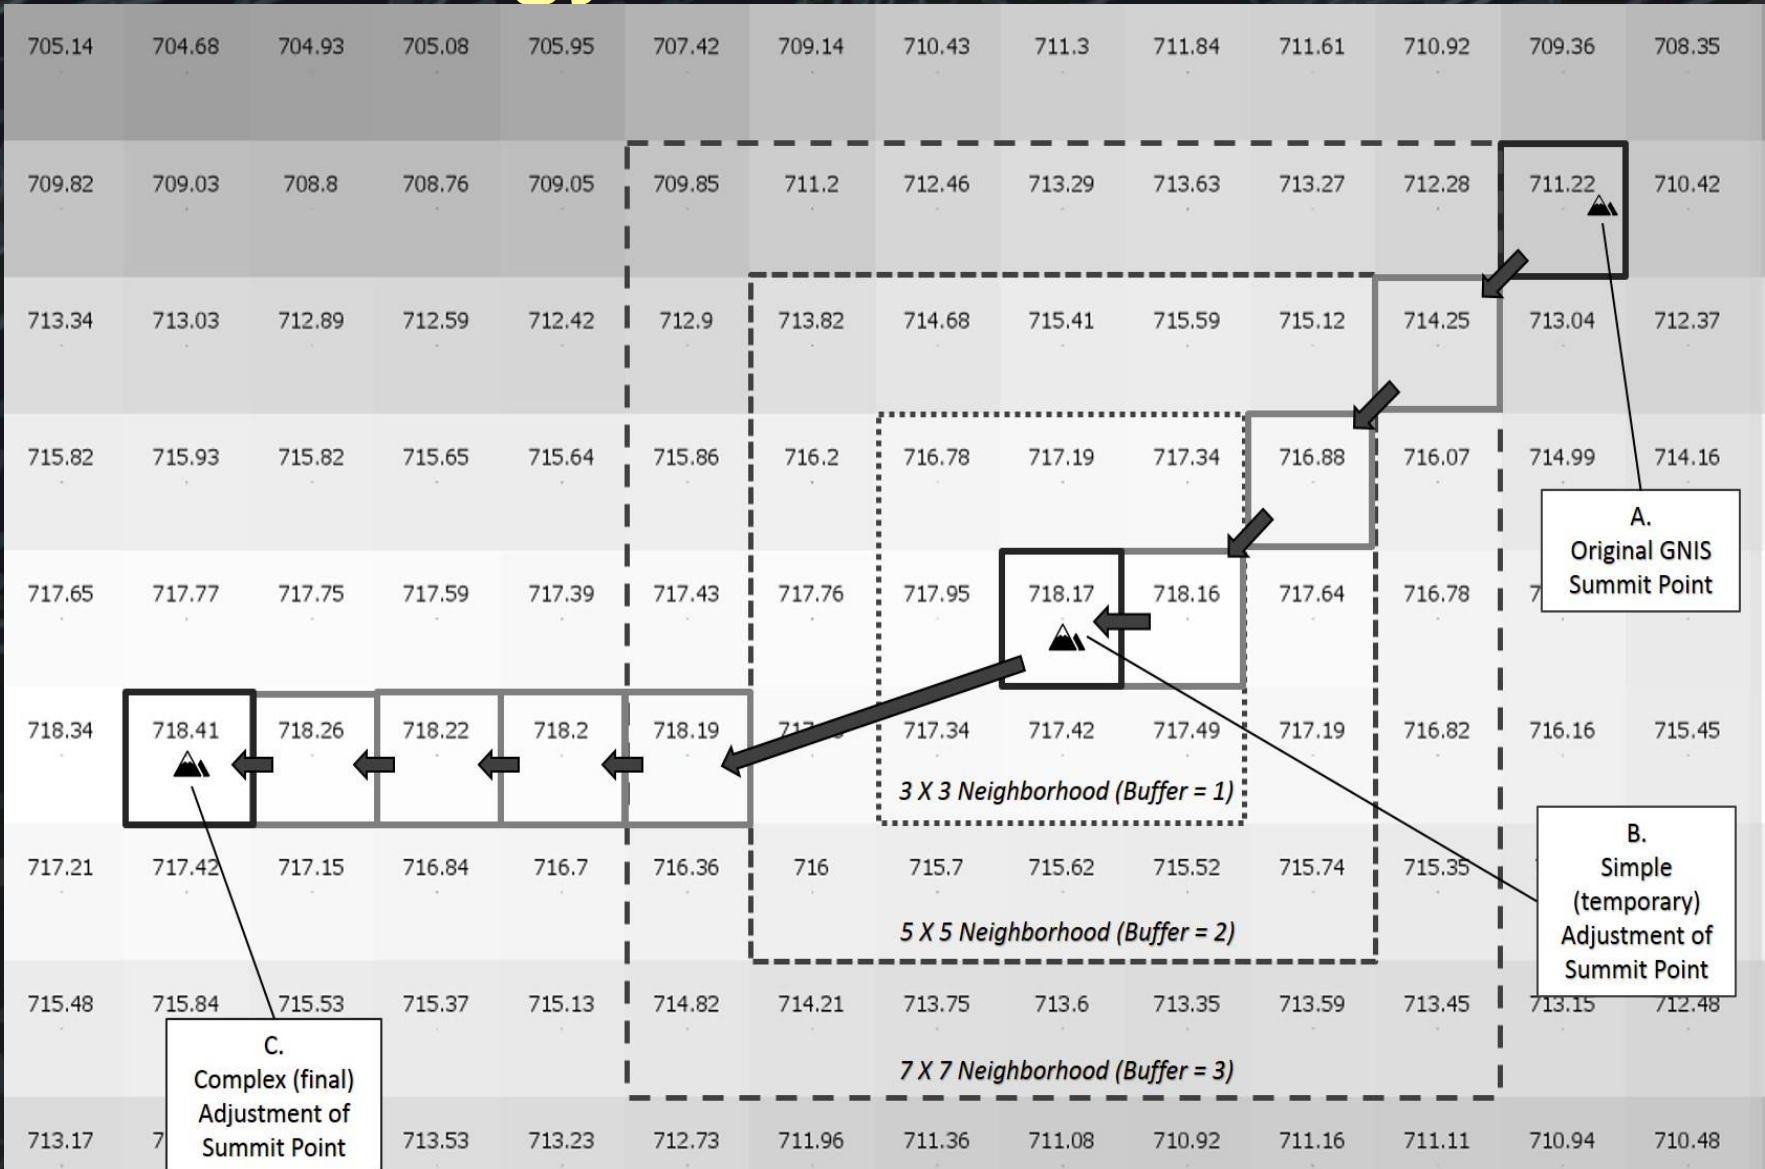 705.14 704.68 704.93 705.08 705.95 707.42 709.14 710.43 711.3 711.84 711.61 710.92 709.36 708.35
709.82 709.03 708.8 708.76 709.05 709.85 711.2 712.46 713.29 713.63 713.27 712.28 711.22 710.42
713.34 713.03 712.89 712.59 712.42 712.9 713.82 714.68 715.41 715.59 715.12 714.25 713.04 712.37
715.82 715.93 715.82 715.65 715.64 715.86 716.2 716.78 717.19 717.34 716.88 716.07 714.99 714.16
A.
Original GNIS
Summit Point
717.65 717.77 717.75 717.59 717.39 717.43 717.76 717.95 718.17 718.16 717.64 716.78
718.34 718.41 718.26 718.22 718.2 718.19 717.34 717.42 717.49 717.19 716.82 716.16 715.45
3 X 3 Neighborhood (Buffer = 1)
B.
Simple
(temporary)
Adjustment of
Summit Point
717.21 717.42 717.15 716.84 716.7 716.36 716 715.7 715.62 715.52 715.74 715.35
5 X 5 Neighborhood (Buffer = 2)
715.48 715.84 715.53 715.37 715.13 714.82 714.21 713.75 713.6 713.35 713.59 713.45 713.15 712.48
7 X 7 Neighborhood (Buffer = 3)
C.
Complex (final)
Adjustment of
Summit Point
713.17 713.53 713.23 712.73 711.96 711.36 711.08 710.92 711.16 711.11 710.94 710.48